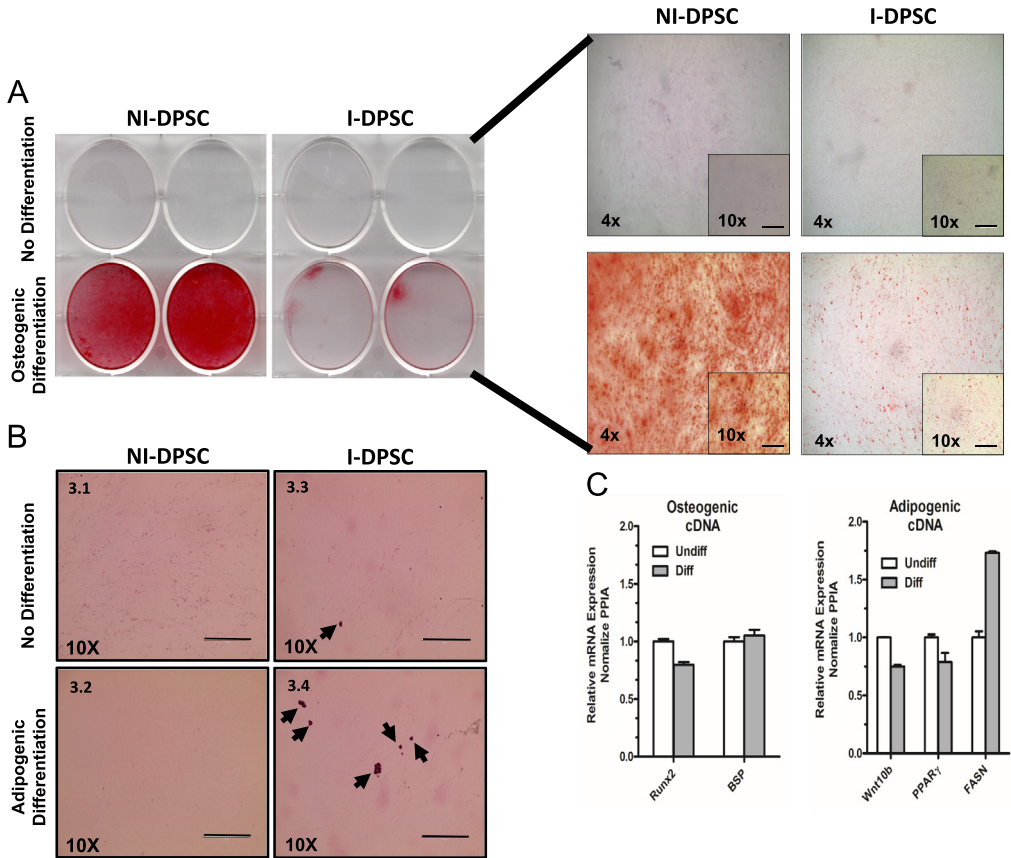 A
NI-DPSC
I-DPSC
No Differentiation
Osteogenic
Differentiation
NI-DPSC
I-DPSC
4x
10x
4x
10x
4x
10x
4x
10x
B
NI-DPSC
I-DPSC
No Differentiation
Adipogenic
Differentiation
3.1
10X
3.3
10X
3.2
10X
3.4
10X
C
Osteogenic
cDNA
Relative mRNA Expression
Nomalize PPIA
2.0
1.5
1.0
0.5
0.0
Undiff
Diff
Runx2
BSP
Adipogenic
cDNA
Relative mRNA Expression
Nomalize PPIA
2.0
1.5
1.0
0.5
0.0
Undiff
Diff
Wnt10b
PPARγ
FASN